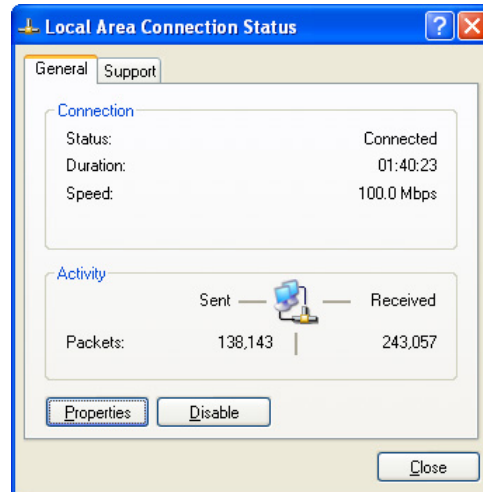 Local Area Connection Status
General Support
Connection
Status: Connected
Duration: 01:40:23
Speed: 100.0 Mbps
Activity
Sent Received
Packets: 138,143 243,057
Properties Disable
Close